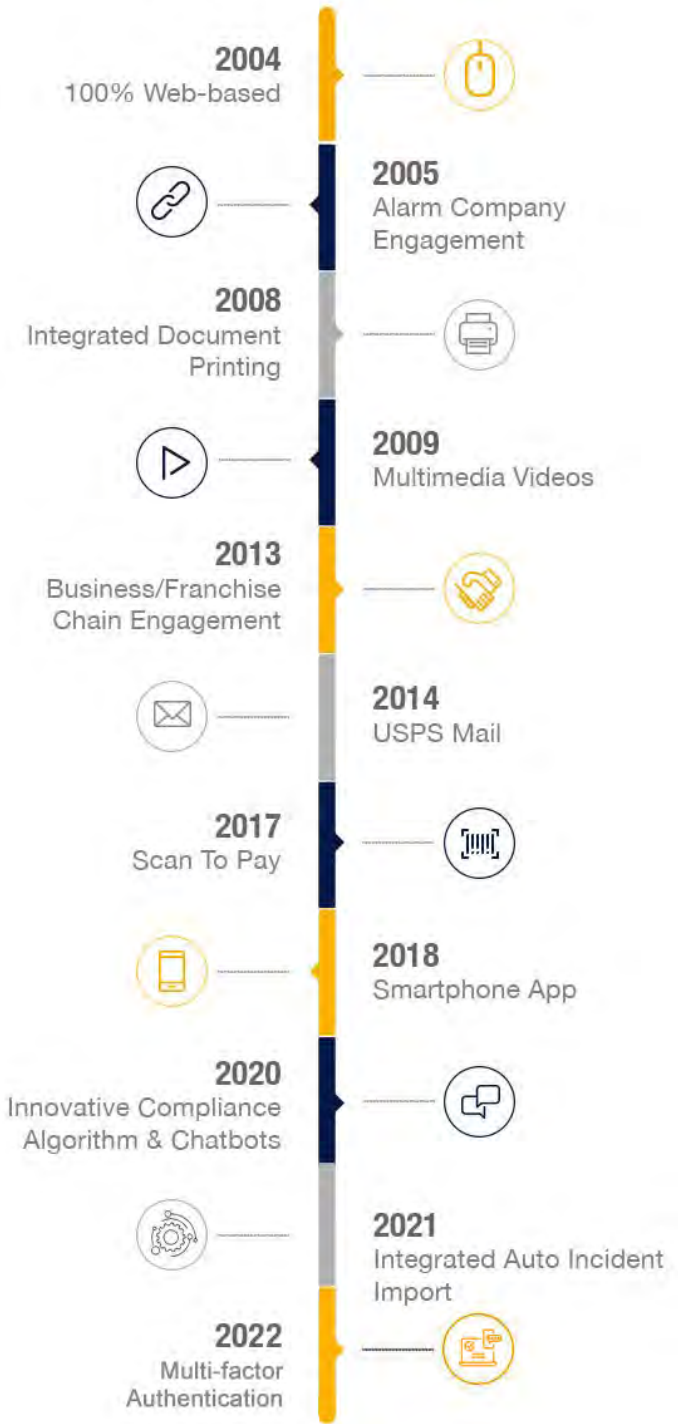 2004
100% Web-based
2005
Alarm Company
Engagement
2008
Integrated Document
Printing
2009
Multimedia Videos
2013
Business/Franchise
Chain Engagement
2014
USPS Mail
2017
Scan To Pay
2018
Smartphone App
2020
Innovative Compliance
Algorithm & Chatbots
2021
Integrated Auto Incident
Import
2022
Multi-factor
Authentication